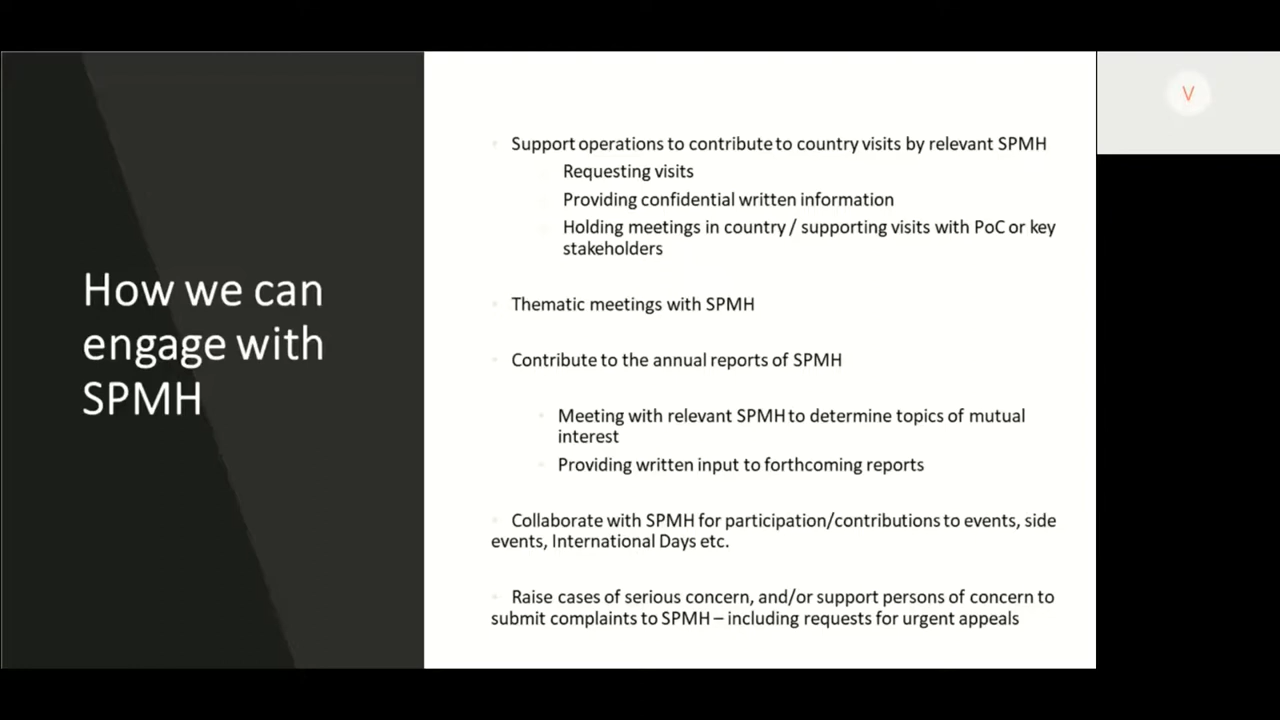 How we can
engage with
SPMH
Support operations to contribute to country visits by relevant SPMH
Requesting visits
Providing confidential written information
Holding meetings in country / supporting visits with PoC or key
stakeholders
Thematic meetings with SPMH
Contribute to the annual reports of SPMH
Meeting with relevant SPMH to determine topics of mutual
interest
Providing written input to forthcoming reports
Collaborate with SPMH for participation/contributions to events, side
events, International Days etc.
Raise cases of serious concern, and/or support persons of concern to
submit complaints to SPMH – including requests for urgent appeals
V